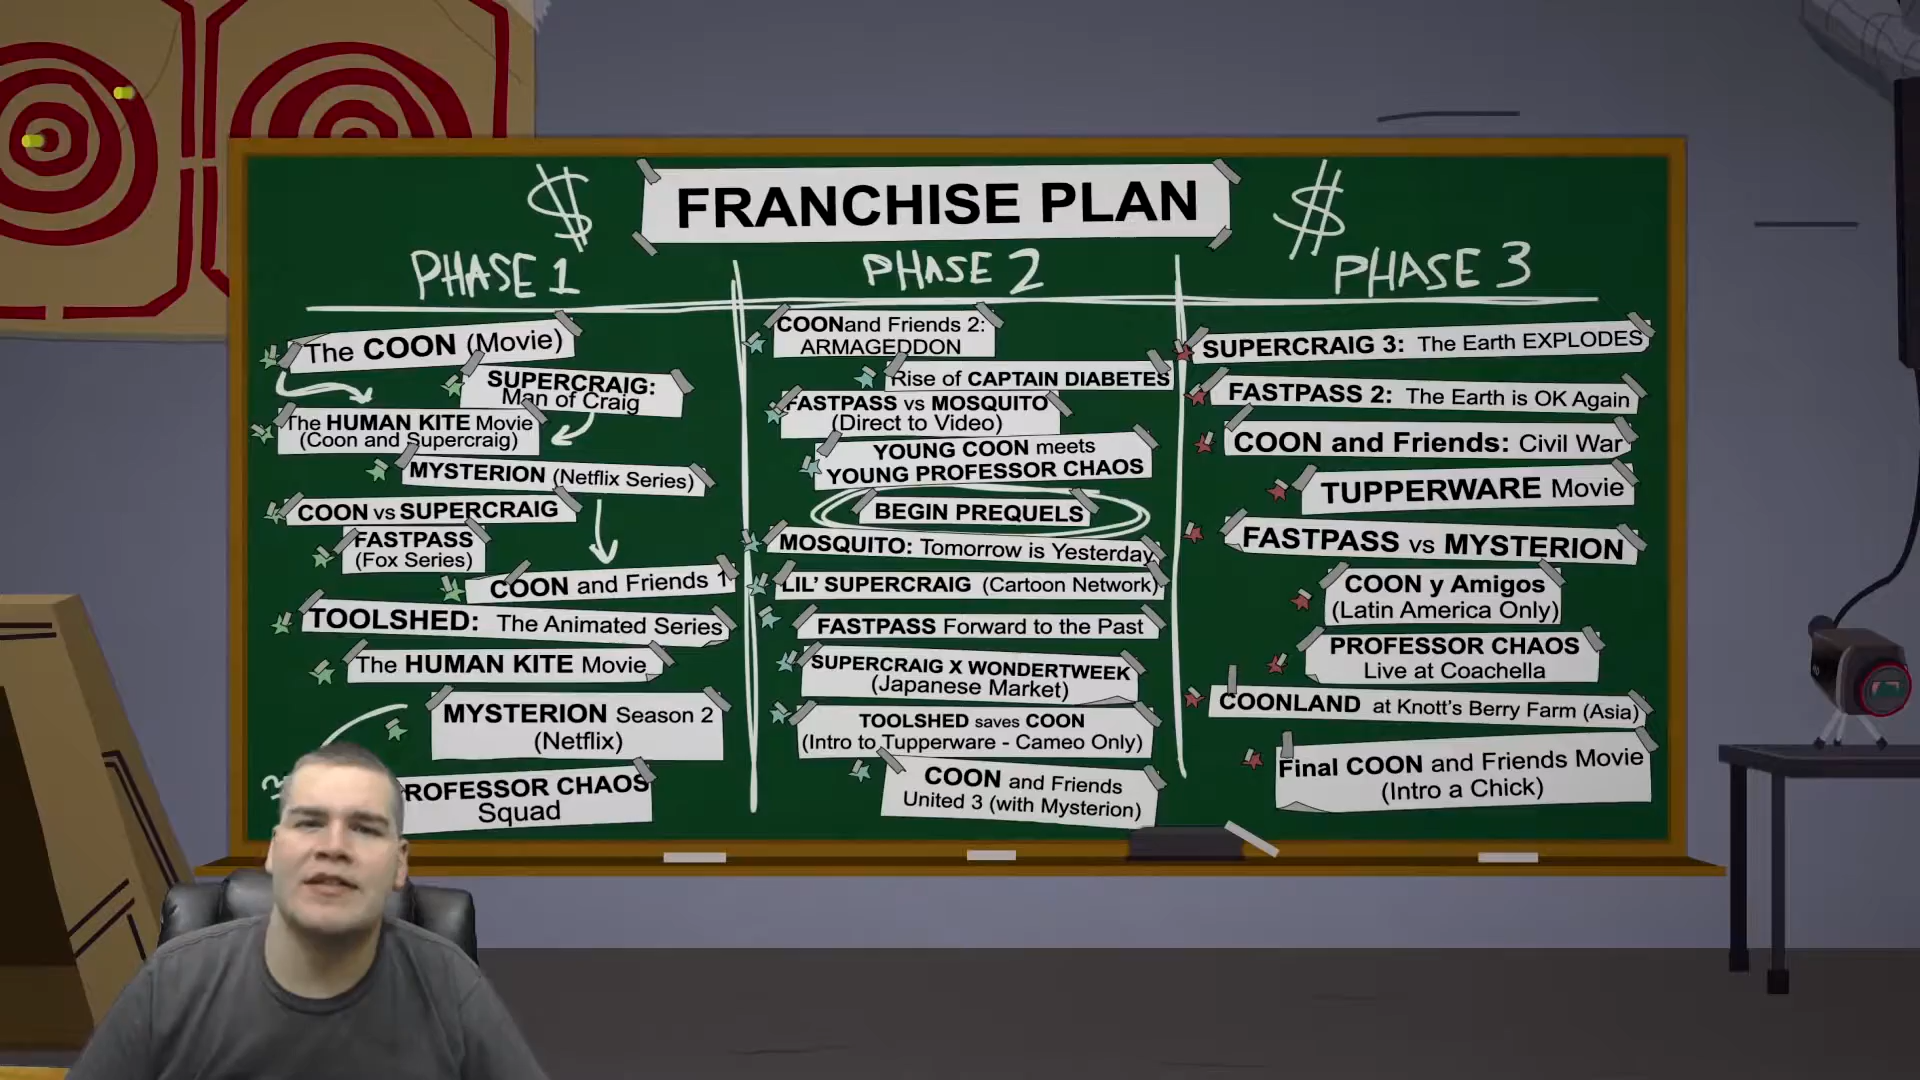 $ FRANCHISE PLAN $
PHASE 1
The COON (Movie)
SUPERCRAIG:
Man of Craig
The HUMAN KITE Movie
(Coon and Supercraig)
MYSTERION (Netflix Series)
COON vs SUPERCRAIG
FASTPASS
(Fox Series)
COON and Friends 1
TOOLSHED: The Animated Series
The HUMAN KITE Movie
MYSTERION Season 2
(Netflix)
ROFESSOR CHAOS
Squad
PHASE 2
COONand Friends 2:
ARMAGEDDON
Rise of CAPTAIN DIABETES
FASTPASS vs MOSQUITO
(Direct to Video)
YOUNG COON meets
YOUNG PROFESSOR CHAOS
BEGIN PREQUELS
MOSQUITO: Tomorrow is Yesterday
LIL' SUPERCRAIG (Cartoon Network)
FASTPASS Forward to the Past
SUPERCRAIG X WONDERTWEEK
(Japanese Market)
TOOLSHED saves COON
(Intro to Tupperware - Cameo Only)
COON and Friends
United 3 (with Mysterion)
PHASE 3
SUPERCRAIG 3: The Earth EXPLODES
FASTPASS 2: The Earth is OK Again
COON and Friends: Civil War
TUPPERWARE Movie
FASTPASS vs MYSTERION
COON y Amigos
(Latin America Only)
PROFESSOR CHAOS
Live at Coachella
COONLAND at Knott's Berry Farm (Asia)
Final COON and Friends Movie
(Intro a Chick)